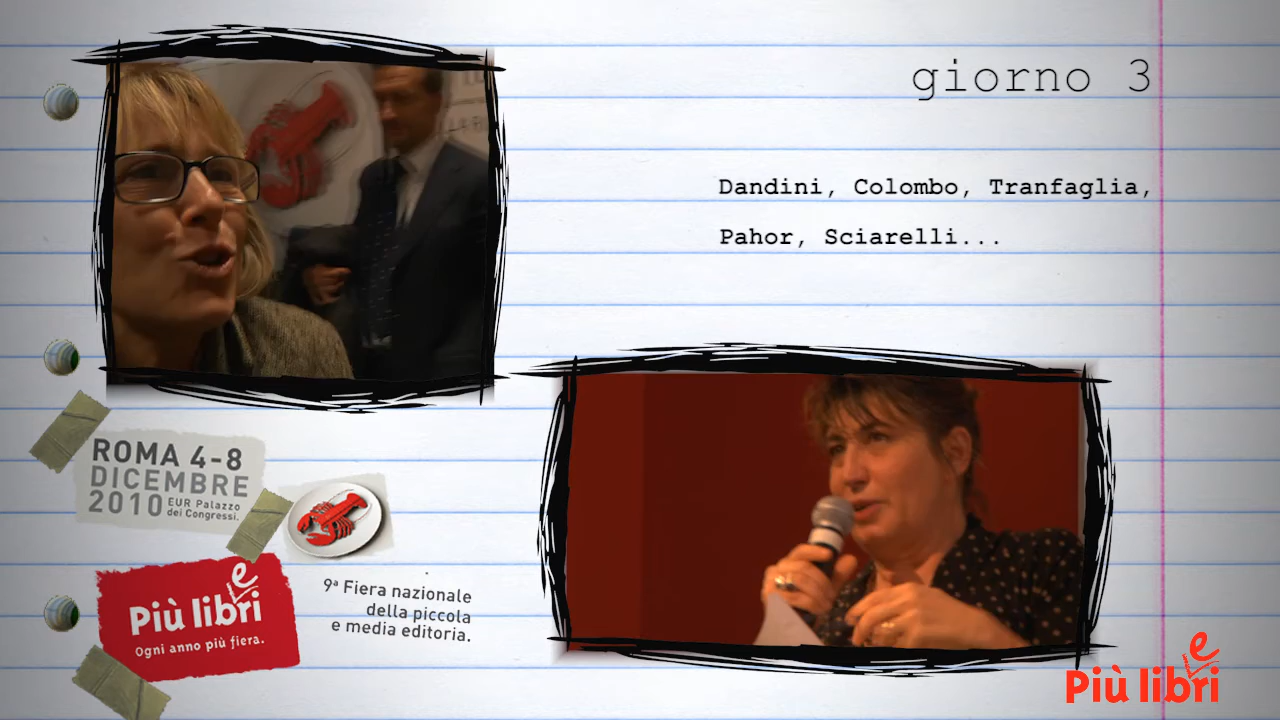 giorno 3
Dandini, Colombo, Tranfaglia,
Pahor, Sciarelli...
ROMA 4-8
DICEMBRE
2010 EUR Palazzo
dei Congressi.
Più libri
e
Ogni anno più fiera.
9ª Fiera nazionale
della piccola
e media editoria.
Più libri
e